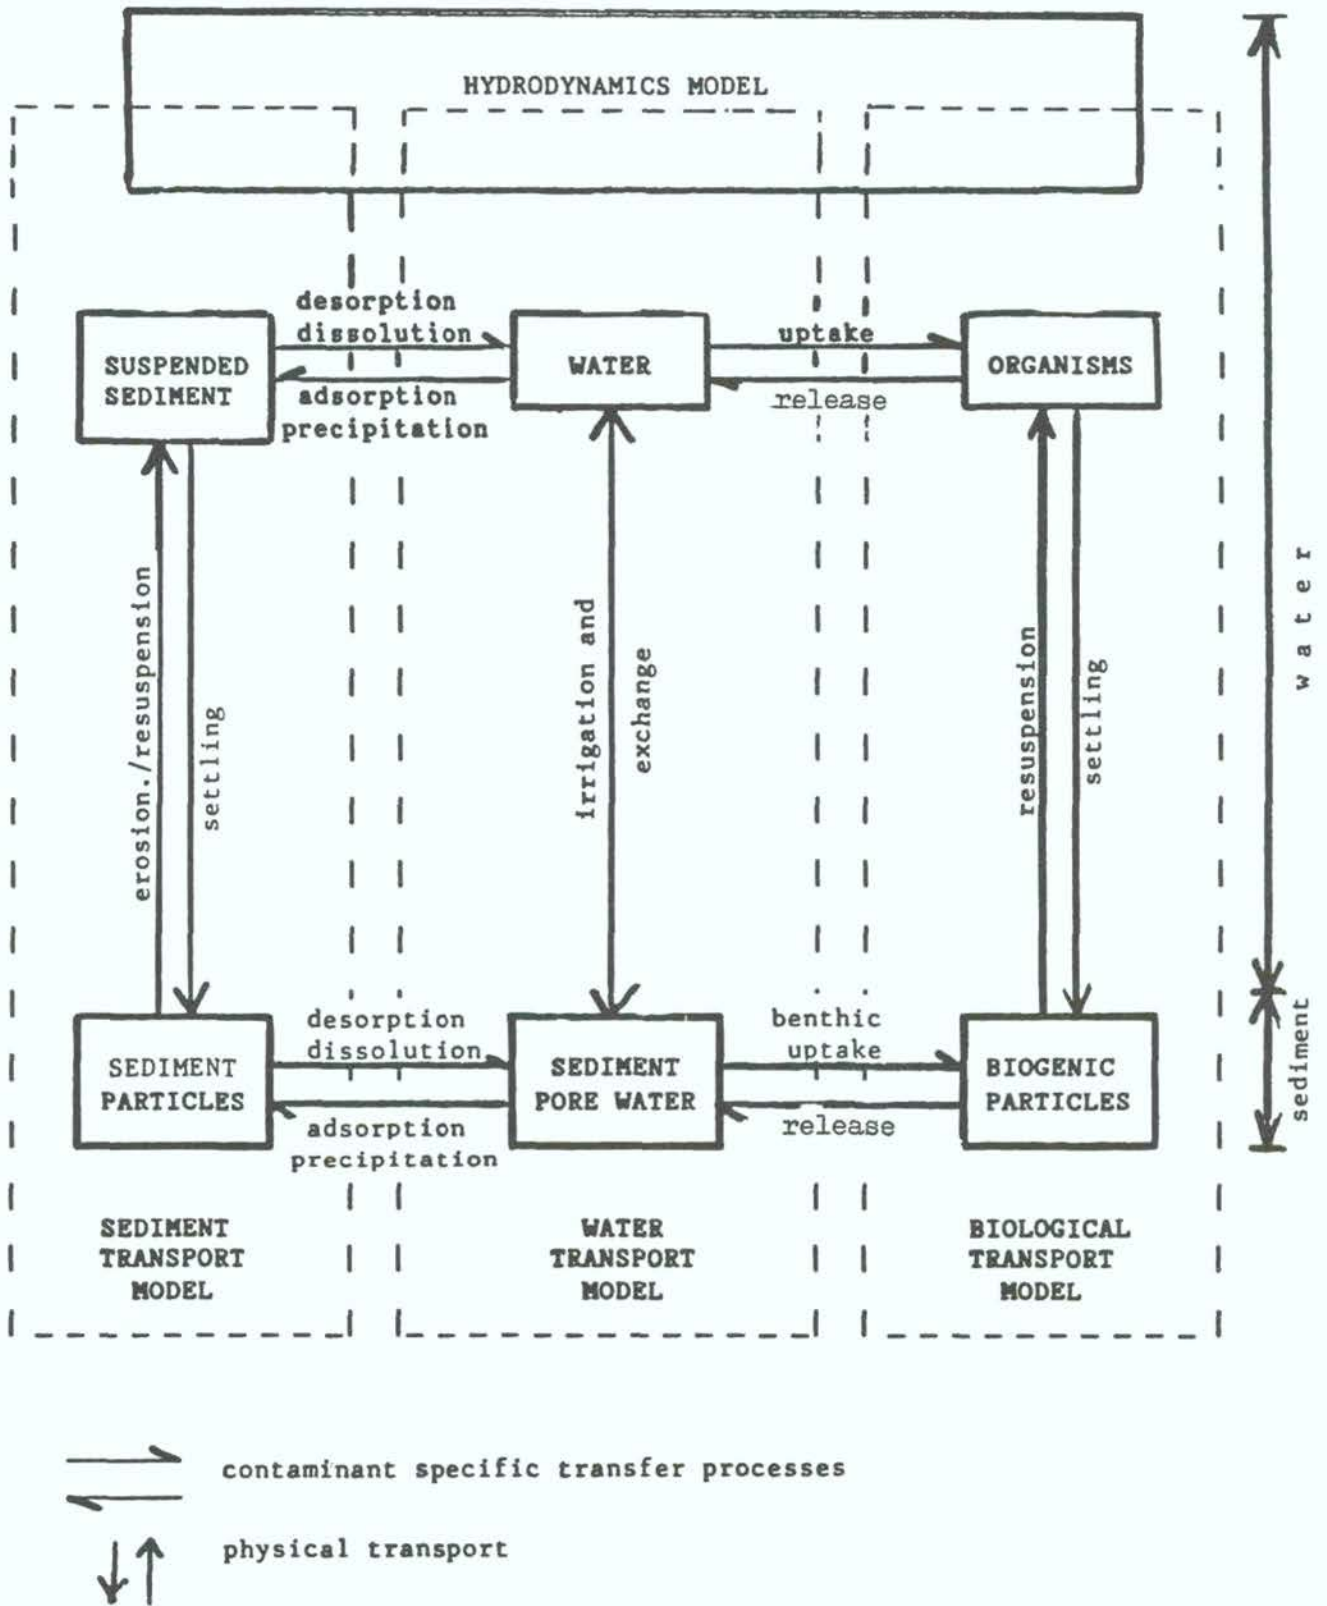 HYDRODYNAMICS MODEL
desorption
dissolution
SUSPENDED
SEDIMENT
adsorption
precipitation
WATER
uptake
release
ORGANISMS
erosion./resuspension
settling
irrigation and
exchange
resuspension
settling
water
sediment
SEDIMENT
PARTICLES
desorption
dissolution
adsorption
precipitation
SEDIMENT
PORE WATER
benthic
uptake
release
BIOGENIC
PARTICLES
SEDIMENT
TRANSPORT
MODEL
WATER
TRANSPORT
MODEL
BIOLOGICAL
TRANSPORT
MODEL
contaminant specific transfer processes
physical transport